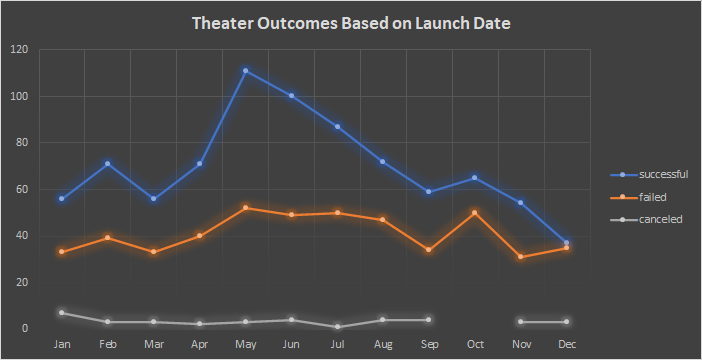 Theater Outcomes Based on Launch Date
120
100
80
60
40
20
0
Jan Feb Mar Apr May Jun Jul Aug Sep Oct Nov Dec
successful
failed
canceled